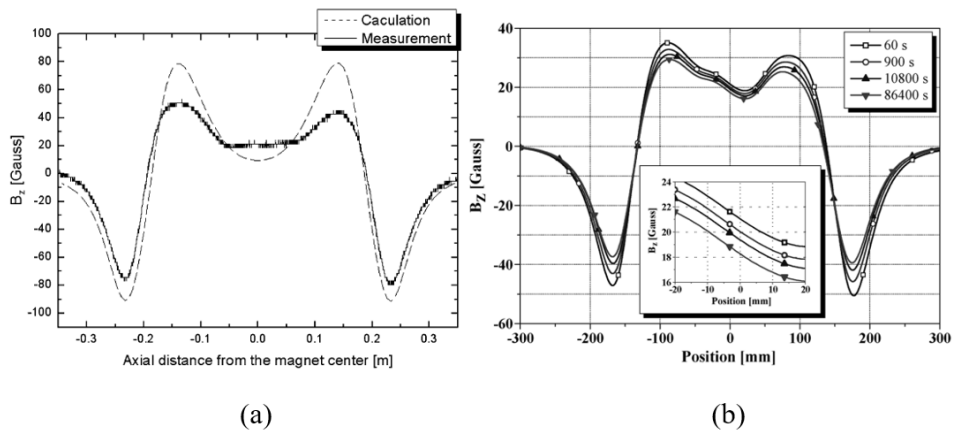 Caculation
Measurement
100
80
60
40
20
0
-20
-40
-60
-80
-100
B_z [Gauss]
-0.3 -0.2 -0.1 0.0 0.1 0.2 0.3
Axial distance from the magnet center [m]
(a)
40
20
0
-20
-40
-60
B_Z [Gauss]
60 s
900 s
10800 s
86400 s
24
22
20
18
16
B_z [Gauss]
-20 -10 0 10 20
Position [mm]
-300 -200 -100 0 100 200 300
Position [mm]
(b)